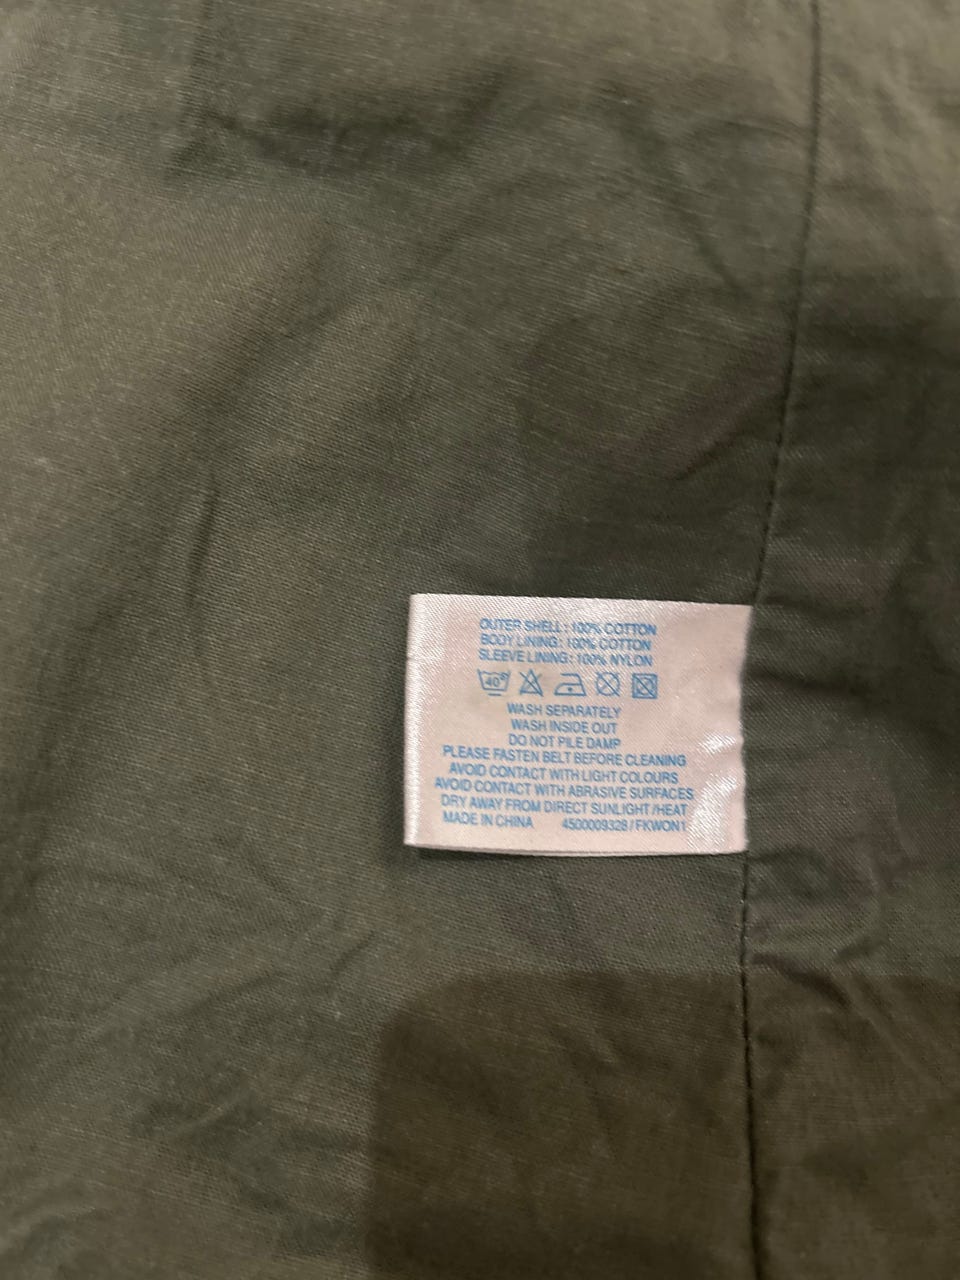 OUTER SHELL: 100% COTTON
BODY LINING: 100% COTTON
SLEEVE LINING: 100% NYLON
40°
WASH SEPARATELY
WASH INSIDE OUT
DO NOT PILE DAMP
PLEASE FASTEN BELT BEFORE CLEANING
AVOID CONTACT WITH LIGHT COLOURS
AVOID CONTACT WITH ABRASIVE SURFACES
DRY AWAY FROM DIRECT SUNLIGHT/HEAT
MADE IN CHINA 4500009328/FKWON1